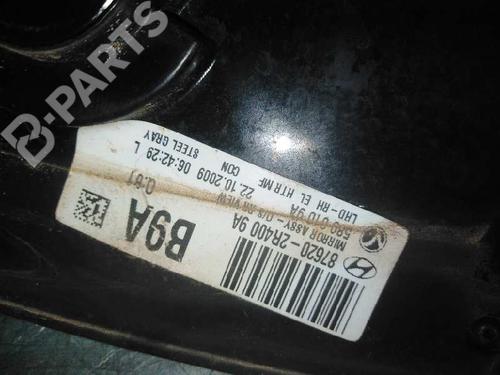 B-PARTS
87620-2R400 9A
MIRROR ASSY-O/S RR VIEW
LHD-RH EL HTR MF
CON
22.10.2009 06:42:29 L
STEEL GRAY
B9A
0.61